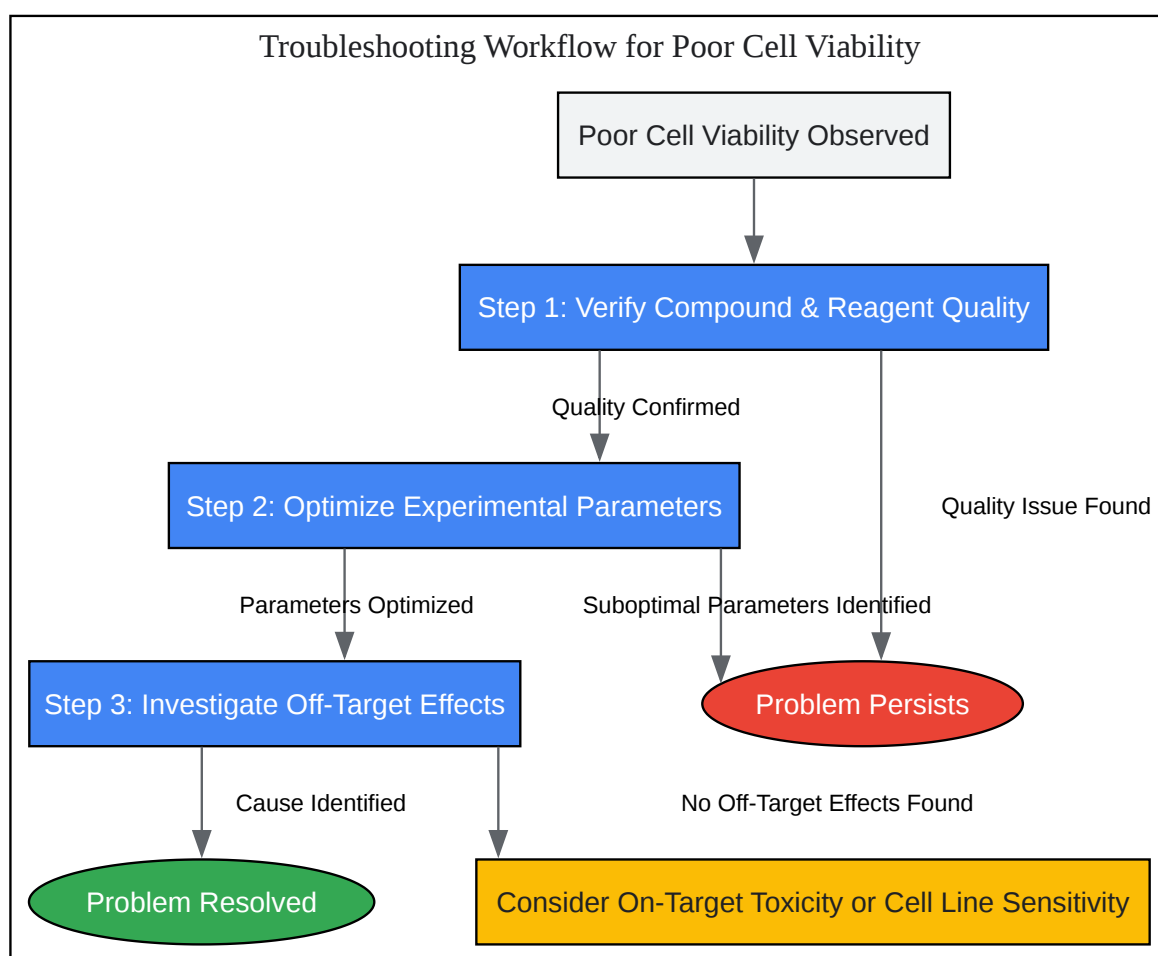 Troubleshooting Workflow for Poor Cell Viability
Poor Cell Viability Observed
Step 1: Verify Compound & Reagent Quality
Quality Confirmed
Step 2: Optimize Experimental Parameters
Quality Issue Found
Parameters Optimized
Suboptimal Parameters Identified
Step 3: Investigate Off-Target Effects
Problem Persists
Cause Identified
No Off-Target Effects Found
Problem Resolved
Consider On-Target Toxicity or Cell Line Sensitivity